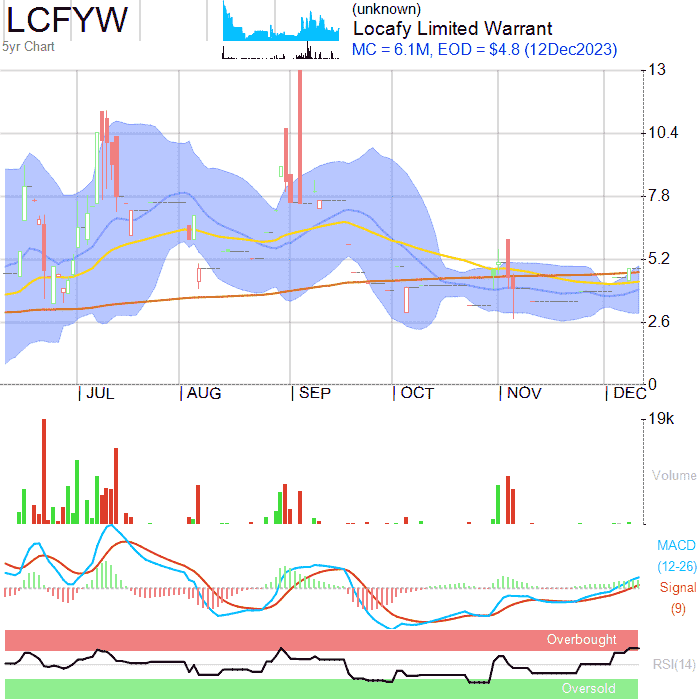 LCFYW
5yr Chart
(unknown)
Locafy Limited Warrant
MC = 6.1M, EOD = $4.8 (12Dec2023)
13
10.4
7.8
5.2
2.6
0
JUL AUG SEP OCT NOV DEC
19k
Volume
MACD
(12-26)
Signal
(9)
Overbought
RSI(14)
Oversold